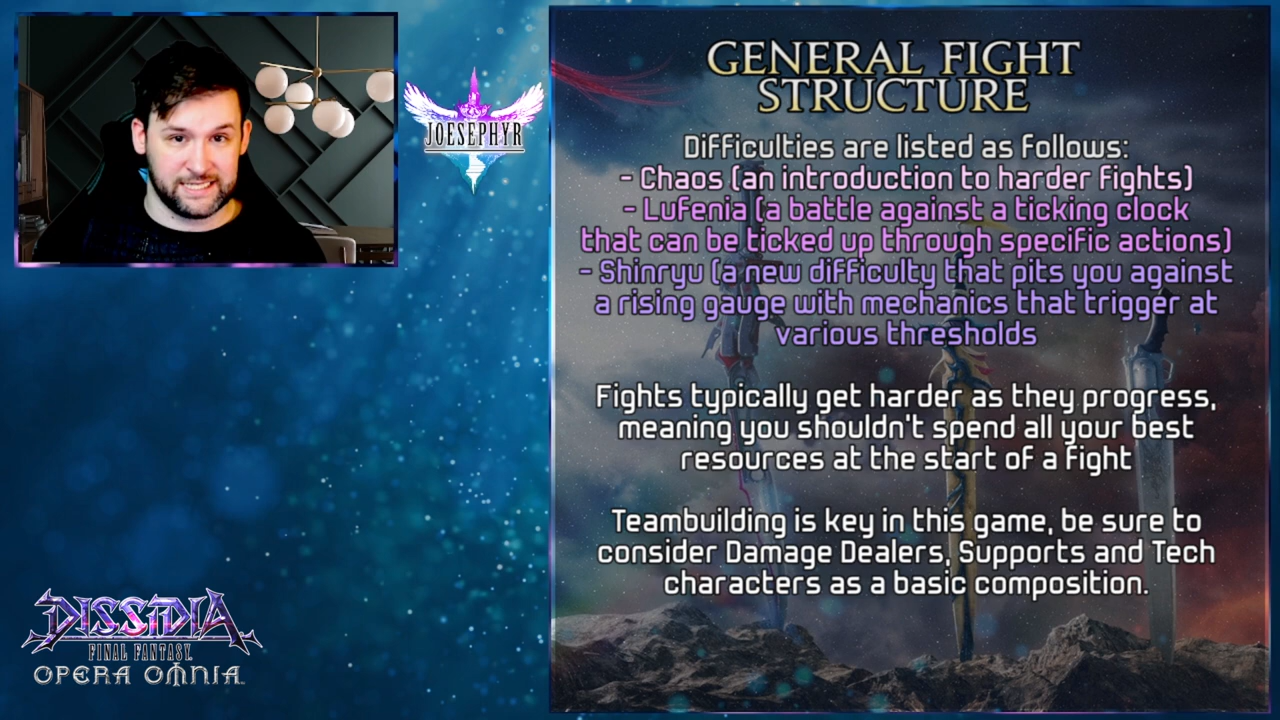 JOESEPHYR
GENERAL FIGHT
STRUCTURE
Difficulties are listed as follows:
- Chaos (an introduction to harder fights)
- Lufenia (a battle against a ticking clock
that can be ticked up through specific actions)
- Shinryu (a new difficulty that pits you against
a rising gauge with mechanics that trigger at
various thresholds
Fights typically get harder as they progress,
meaning you shouldn't spend all your best
resources at the start of a fight
Teambuilding is key in this game, be sure to
consider Damage Dealers, Supports and Tech
characters as a basic composition.
DISSIDIA
FINAL FANTASY
OPERA OMNIA